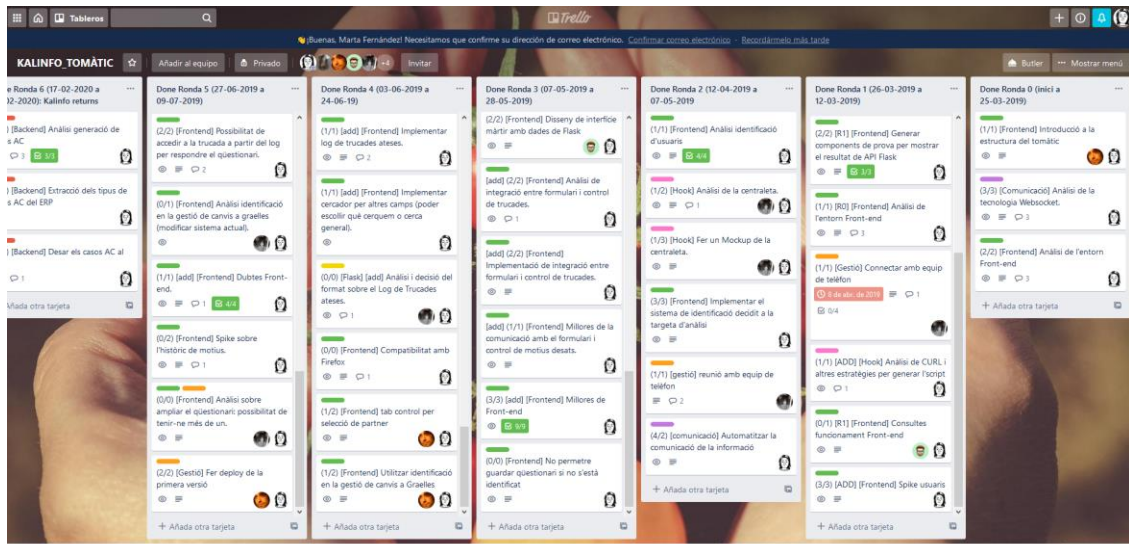 Tableros
Trello
¡Buenas, Marta Fernández! Necesitamos que confirme su dirección de correo electrónico. Confirmar correo electrónico - Recordármelo más tarde
KALINFO_TOMÀTIC
Añadir al equipo
Privado
+4
Invitar
Butler
Mostrar menú
e Ronda 6 (17-02-2020 a
02-2020): Kalinfo returns
) [Backend] Anàlisi generació de
s AC
3 3/3
) [Backend] Extracció dels tipus de
s AC del ERP
) [Backend] Desar els casos AC al
1
Añada otra tarjeta
Done Ronda 5 (27-06-2019 a
09-07-2019)
(2/2) [Frontend] Possibilitat de
accedir a la trucada a partir del log
per respondre el qüestionari.
2
(0/1) [Frontend] Anàlisi identificació
en la gestió de canvis a graelles
(modificar sistema actual).
(1/1) [add] [Frontend] Dubtes Front-
end.
1 4/4
(0/2) [Frontend] Spike sobre
l'històric de motius.
1
(0/0) [Frontend] Anàlisi sobre
ampliar el qüestionari: possibilitat de
tenir-ne més de un.
(2/2) [Gestió] Fer deploy de la
primera versió
+ Añada otra tarjeta
Done Ronda 4 (03-06-2019 a
24-06-19)
(1/1) [add] [Frontend] Implementar
log de trucades ateses.
2
(1/1) [add] [Frontend] Implementar
cercador per altres camps (poder
escollir què cerquem o cerca
general).
(0/0) [Flask] [add] Anàlisi i decisió del
format sobre el Log de Trucades
ateses.
1
(0/0) [Frontend] Compatibilitat amb
Firefox
1
(1/2) [Frontend] tab control per
selecció de partner
(1/2) [Frontend] Utilitzar identificació
en la gestió de canvis a Graelles
+ Añada otra tarjeta
Done Ronda 3 (07-05-2019 a
28-05-2019)
(2/2) [Frontend] Disseny de interfície
màrtir amb dades de Flask
[add] (2/2) [Frontend] Anàlisi de
integració entre formulari i control
de trucades.
1
[add] (2/2) [Frontend]
Implementació de integració entre
formulari i control de trucades.
[add] (1/1) [Frontend] Millores de la
comunicació amb el formulari i
control de motius desats.
(3/3) [add] [Frontend] Millores de
Front-end
9/9
(0/0) [Frontend] No permetre
guardar qüestionari si no s'està
identificat
+ Añada otra tarjeta
Done Ronda 2 (12-04-2019 a
07-05-2019)
(1/1) [Frontend] Anàlisi identificació
d'usuaris
4/4
(1/2) [Hook] Anàlisi de la centraleta.
1
(1/3) [Hook] Fer un Mockup de la
centraleta.
(3/3) [Frontend] Implementar el
sistema de identificació decidit a la
targeta d'anàlisi
(1/1) [gestió] reunió amb equip de
telèfon
2
(4/2) [comunicació] Automatitzar la
comunicació de la informació
+ Añada otra tarjeta
Done Ronda 1 (26-03-2019 a
12-03-2019)
(2/2) [R1] [Frontend] Generar
components de prova per mostrar
el resultat de API Flask
3/3
(1/1) [R0] [Frontend] Anàlisi de
l'entorn Front-end
3
(1/1) [Gestió] Connectar amb equip
de telèfon
9 de abr. de 2019 1
0/4
(1/1) [ADD] [Hook] Anàlisi de CURL i
altres estratègies per generar l'script
1
(0/1) [R1] [Frontend] Consultes
funcionament Front-end
(3/3) [ADD] [Frontend] Spike usuaris
+ Añada otra tarjeta
Done Ronda 0 (inici a
25-03-2019)
(1/1) [Frontend] Introducció a la
estructura del tomàtic
(3/3) [Comunicació] Anàlisi de la
tecnologia Websocket.
3
(2/2) [Frontend] Anàlisi de l'entorn
Front-end
3
+ Añada otra tarjeta